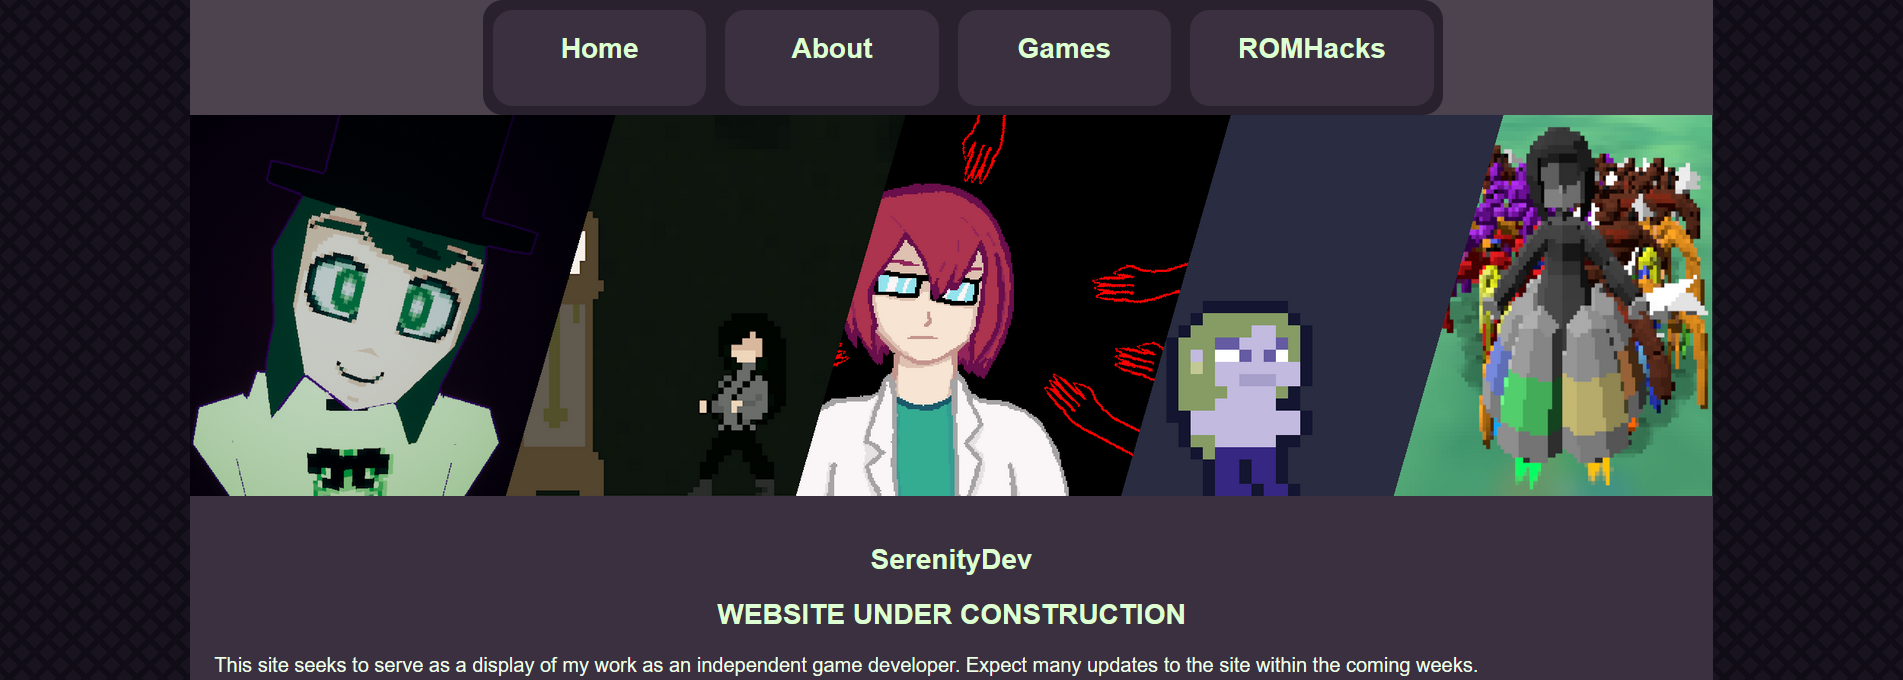 Home
About
Games
ROMHacks
SerenityDev
WEBSITE UNDER CONSTRUCTION
This site seeks to serve as a display of my work as an independent game developer. Expect many updates to the site within the coming weeks.